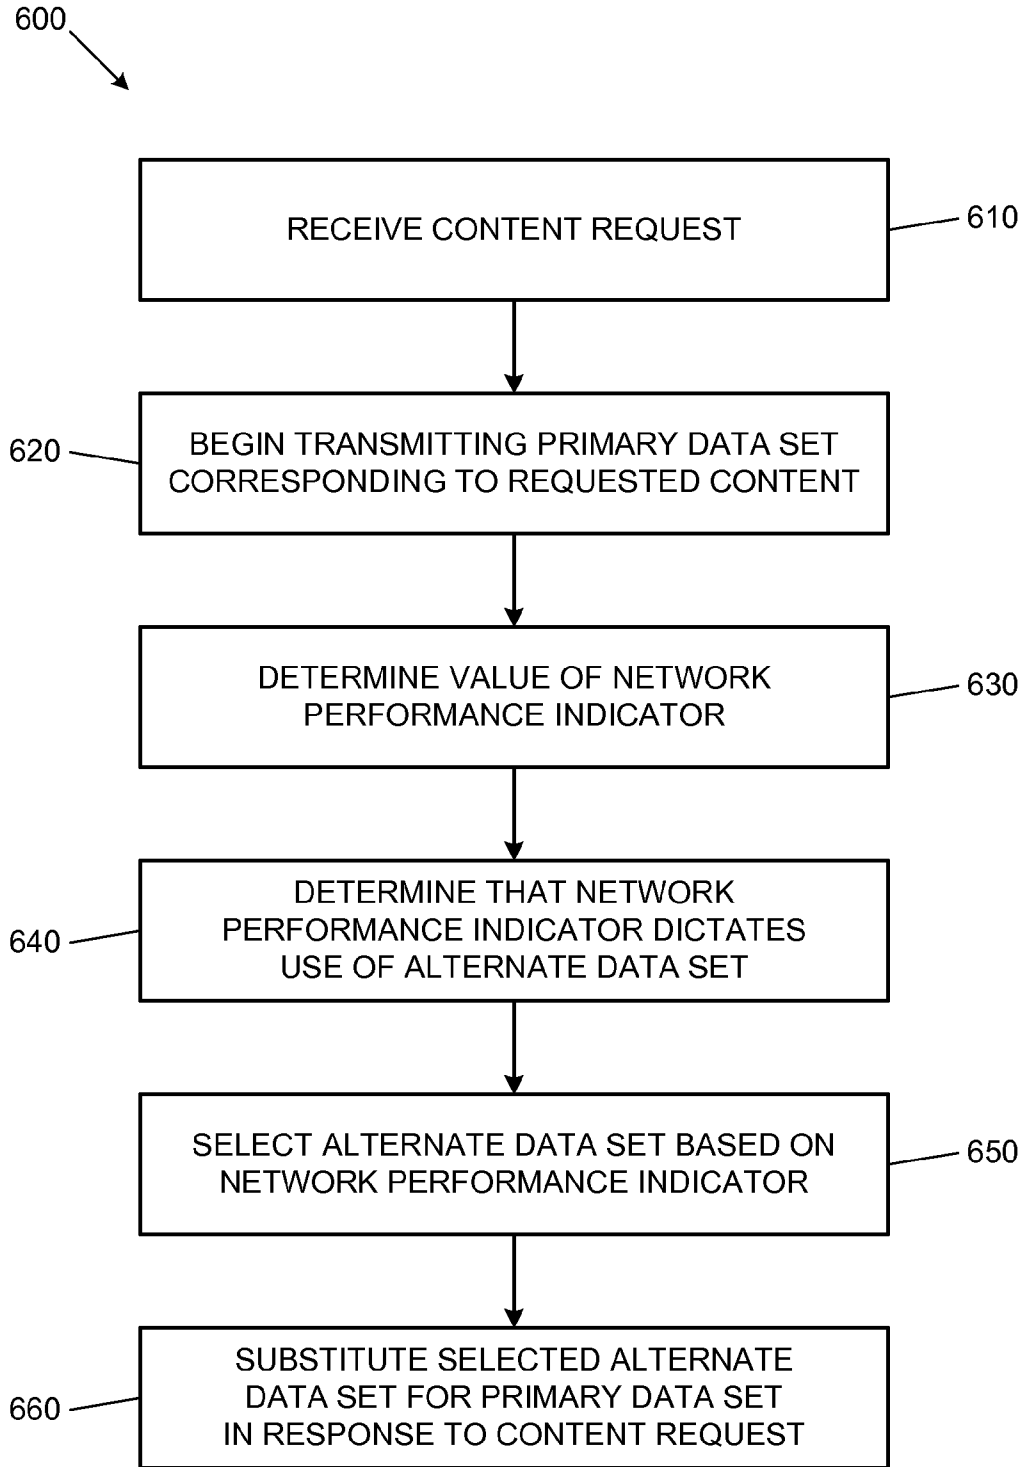 600
RECEIVE CONTENT REQUEST
610
BEGIN TRANSMITTING PRIMARY DATA SET
CORRESPONDING TO REQUESTED CONTENT
620
DETERMINE VALUE OF NETWORK
PERFORMANCE INDICATOR
630
DETERMINE THAT NETWORK
PERFORMANCE INDICATOR DICTATES
USE OF ALTERNATE DATA SET
640
SELECT ALTERNATE DATA SET BASED ON
NETWORK PERFORMANCE INDICATOR
650
SUBSTITUTE SELECTED ALTERNATE
DATA SET FOR PRIMARY DATA SET
IN RESPONSE TO CONTENT REQUEST
660